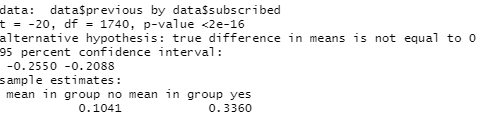 data:  data$previous by data$subscribed
t = -20, df = 1740, p-value <2e-16
alternative hypothesis: true difference in means is not equal to 0
95 percent confidence interval:
 -0.2550 -0.2088
sample estimates:
 mean in group no mean in group yes
           0.1041            0.3360